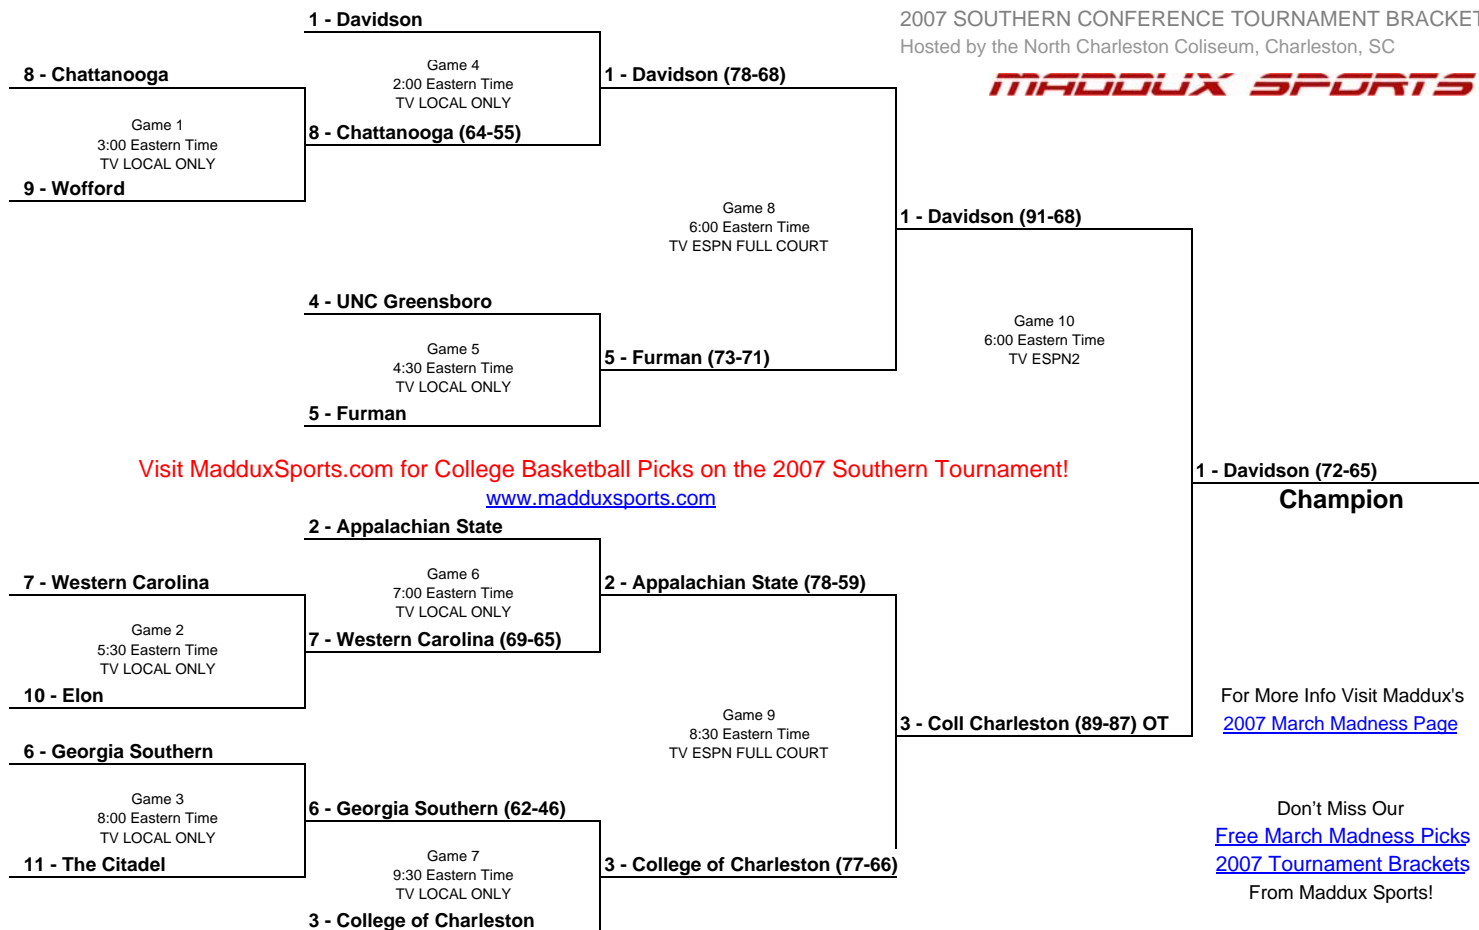 1 - Davidson
2007 SOUTHERN CONFERENCE TOURNAMENT BRACKET
Hosted by the North Charleston Coliseum, Charleston, SC
MADDUX SPORTS
8 - Chattanooga
Game 4
2:00 Eastern Time
TV LOCAL ONLY
1 - Davidson (78-68)
Game 1
3:00 Eastern Time
TV LOCAL ONLY
8 - Chattanooga (64-55)
9 - Wofford
Game 8
6:00 Eastern Time
TV ESPN FULL COURT
1 - Davidson (91-68)
4 - UNC Greensboro
Game 5
4:30 Eastern Time
TV LOCAL ONLY
5 - Furman (73-71)
Game 10
6:00 Eastern Time
TV ESPN2
5 - Furman
Visit MadduxSports.com for College Basketball Picks on the 2007 Southern Tournament!
www.madduxsports.com
1 - Davidson (72-65)
Champion
2 - Appalachian State
7 - Western Carolina
Game 6
7:00 Eastern Time
TV LOCAL ONLY
2 - Appalachian State (78-59)
Game 2
5:30 Eastern Time
TV LOCAL ONLY
7 - Western Carolina (69-65)
10 - Elon
Game 9
8:30 Eastern Time
TV ESPN FULL COURT
3 - Coll Charleston (89-87) OT
For More Info Visit Maddux's
2007 March Madness Page
6 - Georgia Southern
Game 3
8:00 Eastern Time
TV LOCAL ONLY
6 - Georgia Southern (62-46)
11 - The Citadel
Game 7
9:30 Eastern Time
TV LOCAL ONLY
3 - College of Charleston (77-66)
3 - College of Charleston
Don't Miss Our
Free March Madness Picks
2007 Tournament Brackets
From Maddux Sports!